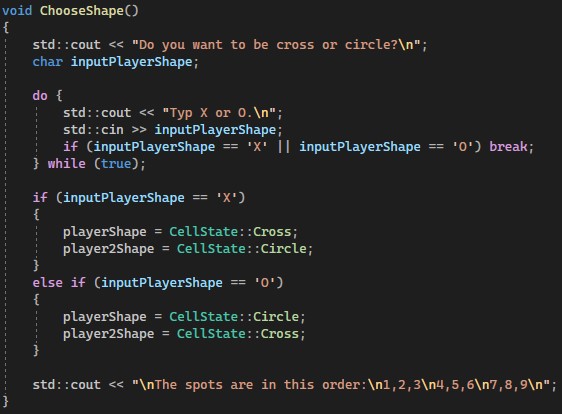 void ChooseShape()
{
    std::cout << "Do you want to be cross or circle?\n";
    char inputPlayerShape;

    do {
        std::cout << "Typ X or O.\n";
        std::cin >> inputPlayerShape;
        if (inputPlayerShape == 'X' || inputPlayerShape == 'O') break;
    } while (true);

    if (inputPlayerShape == 'X')
    {
        playerShape = CellState::Cross;
        player2Shape = CellState::Circle;
    }
    else if (inputPlayerShape == 'O')
    {
        playerShape = CellState::Circle;
        player2Shape = CellState::Cross;
    }

    std::cout << "\nThe spots are in this order:\n1,2,3\n4,5,6\n7,8,9\n";
}